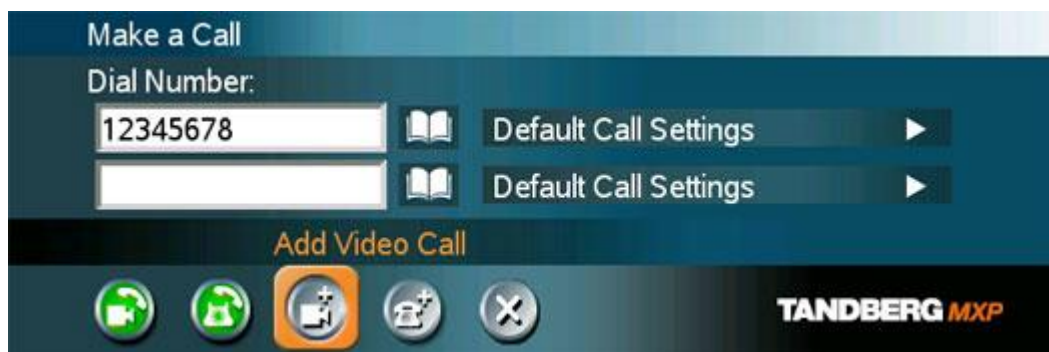 Make a Call
Dial Number:
12345678 Default Call Settings
Default Call Settings
Add Video Call
TANDBERG MXP